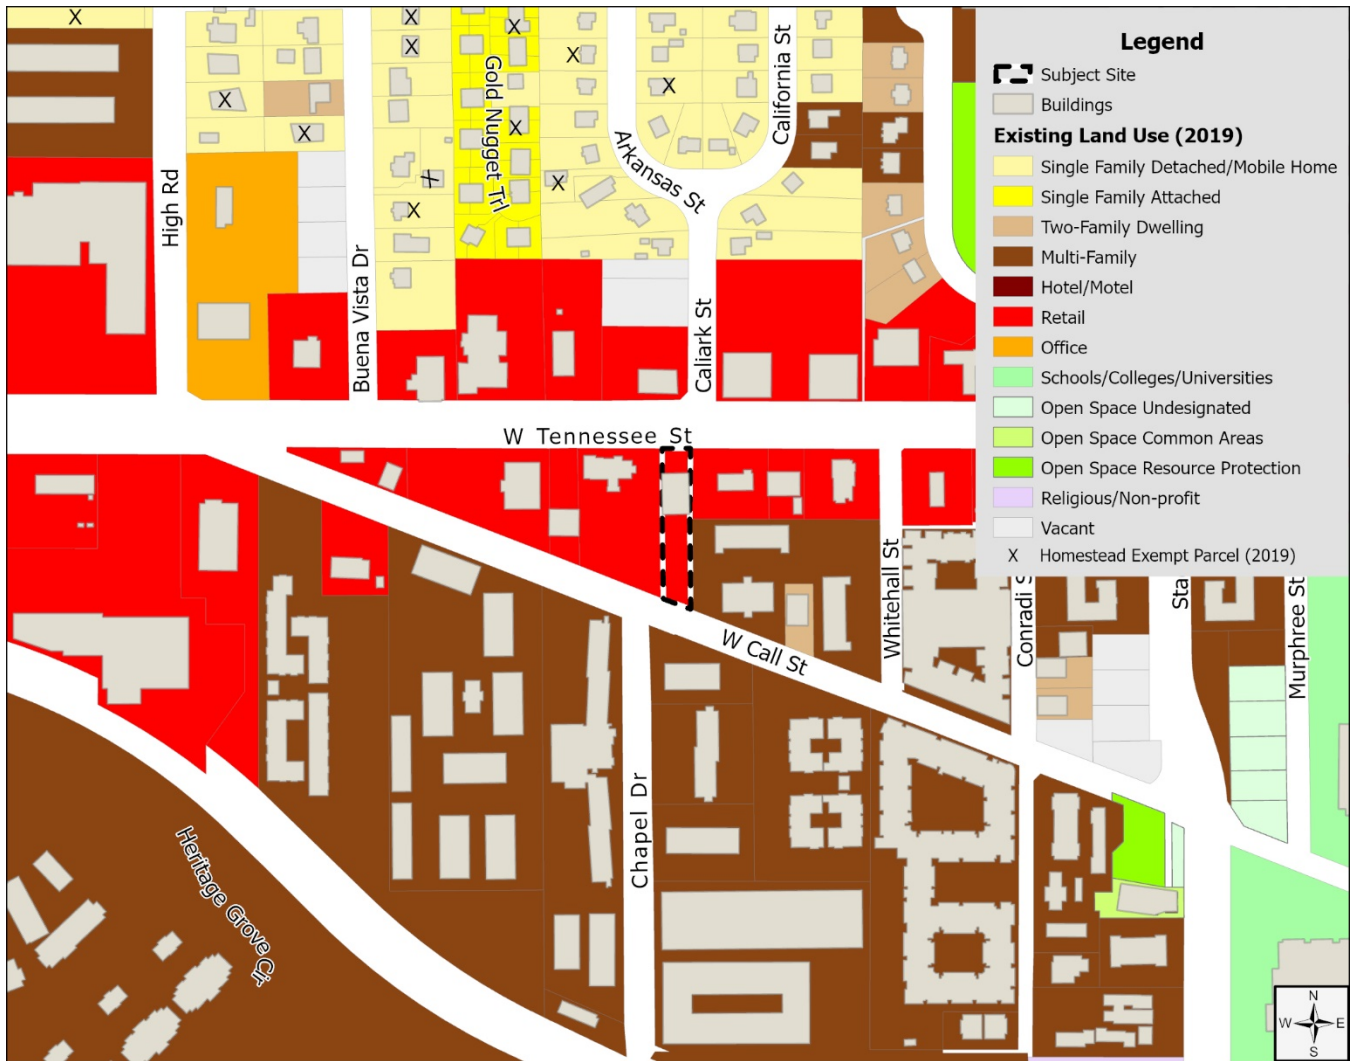 Legend
Subject Site
Buildings
Existing Land Use (2019)
Single Family Detached/Mobile Home
Single Family Attached
Two-Family Dwelling
Multi-Family
Hotel/Motel
Retail
Office
Schools/Colleges/Universities
Open Space Undesignated
Open Space Common Areas
Open Space Resource Protection
Religious/Non-profit
Vacant
X Homestead Exempt Parcel (2019)
X
X
X
X
X
X
X
X
X
X
X
X
X
High Rd
Buena Vista Dr
Gold Nugget Trl
Arkansas St
California St
Caliark St
W Tennessee St
W Call St
Whitehall St
Conradi S
Sta
Murphree St
Chapel Dr
Heritage Grove Cir
N
W E
S